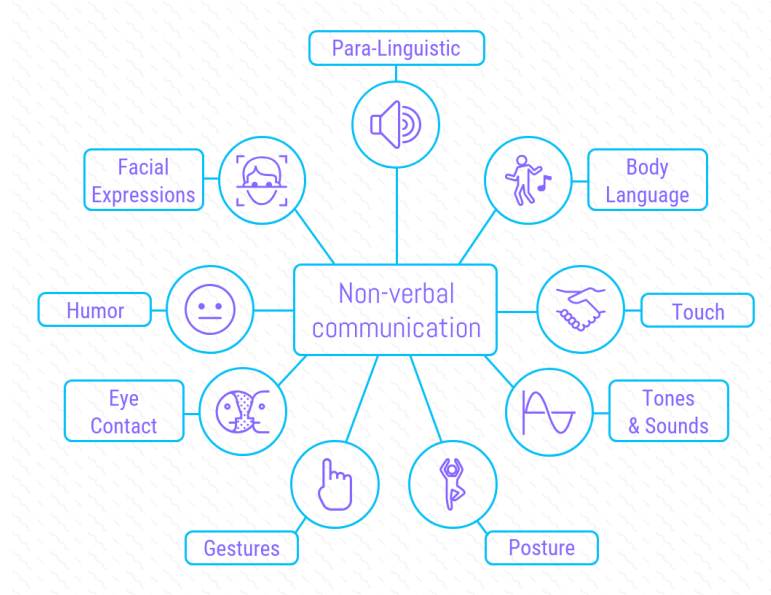 Para-Linguistic
Facial
Expressions
Body
Language
Non-verbal
communication
Humor
Touch
Eye
Contact
Tones
& Sounds
Gestures
Posture